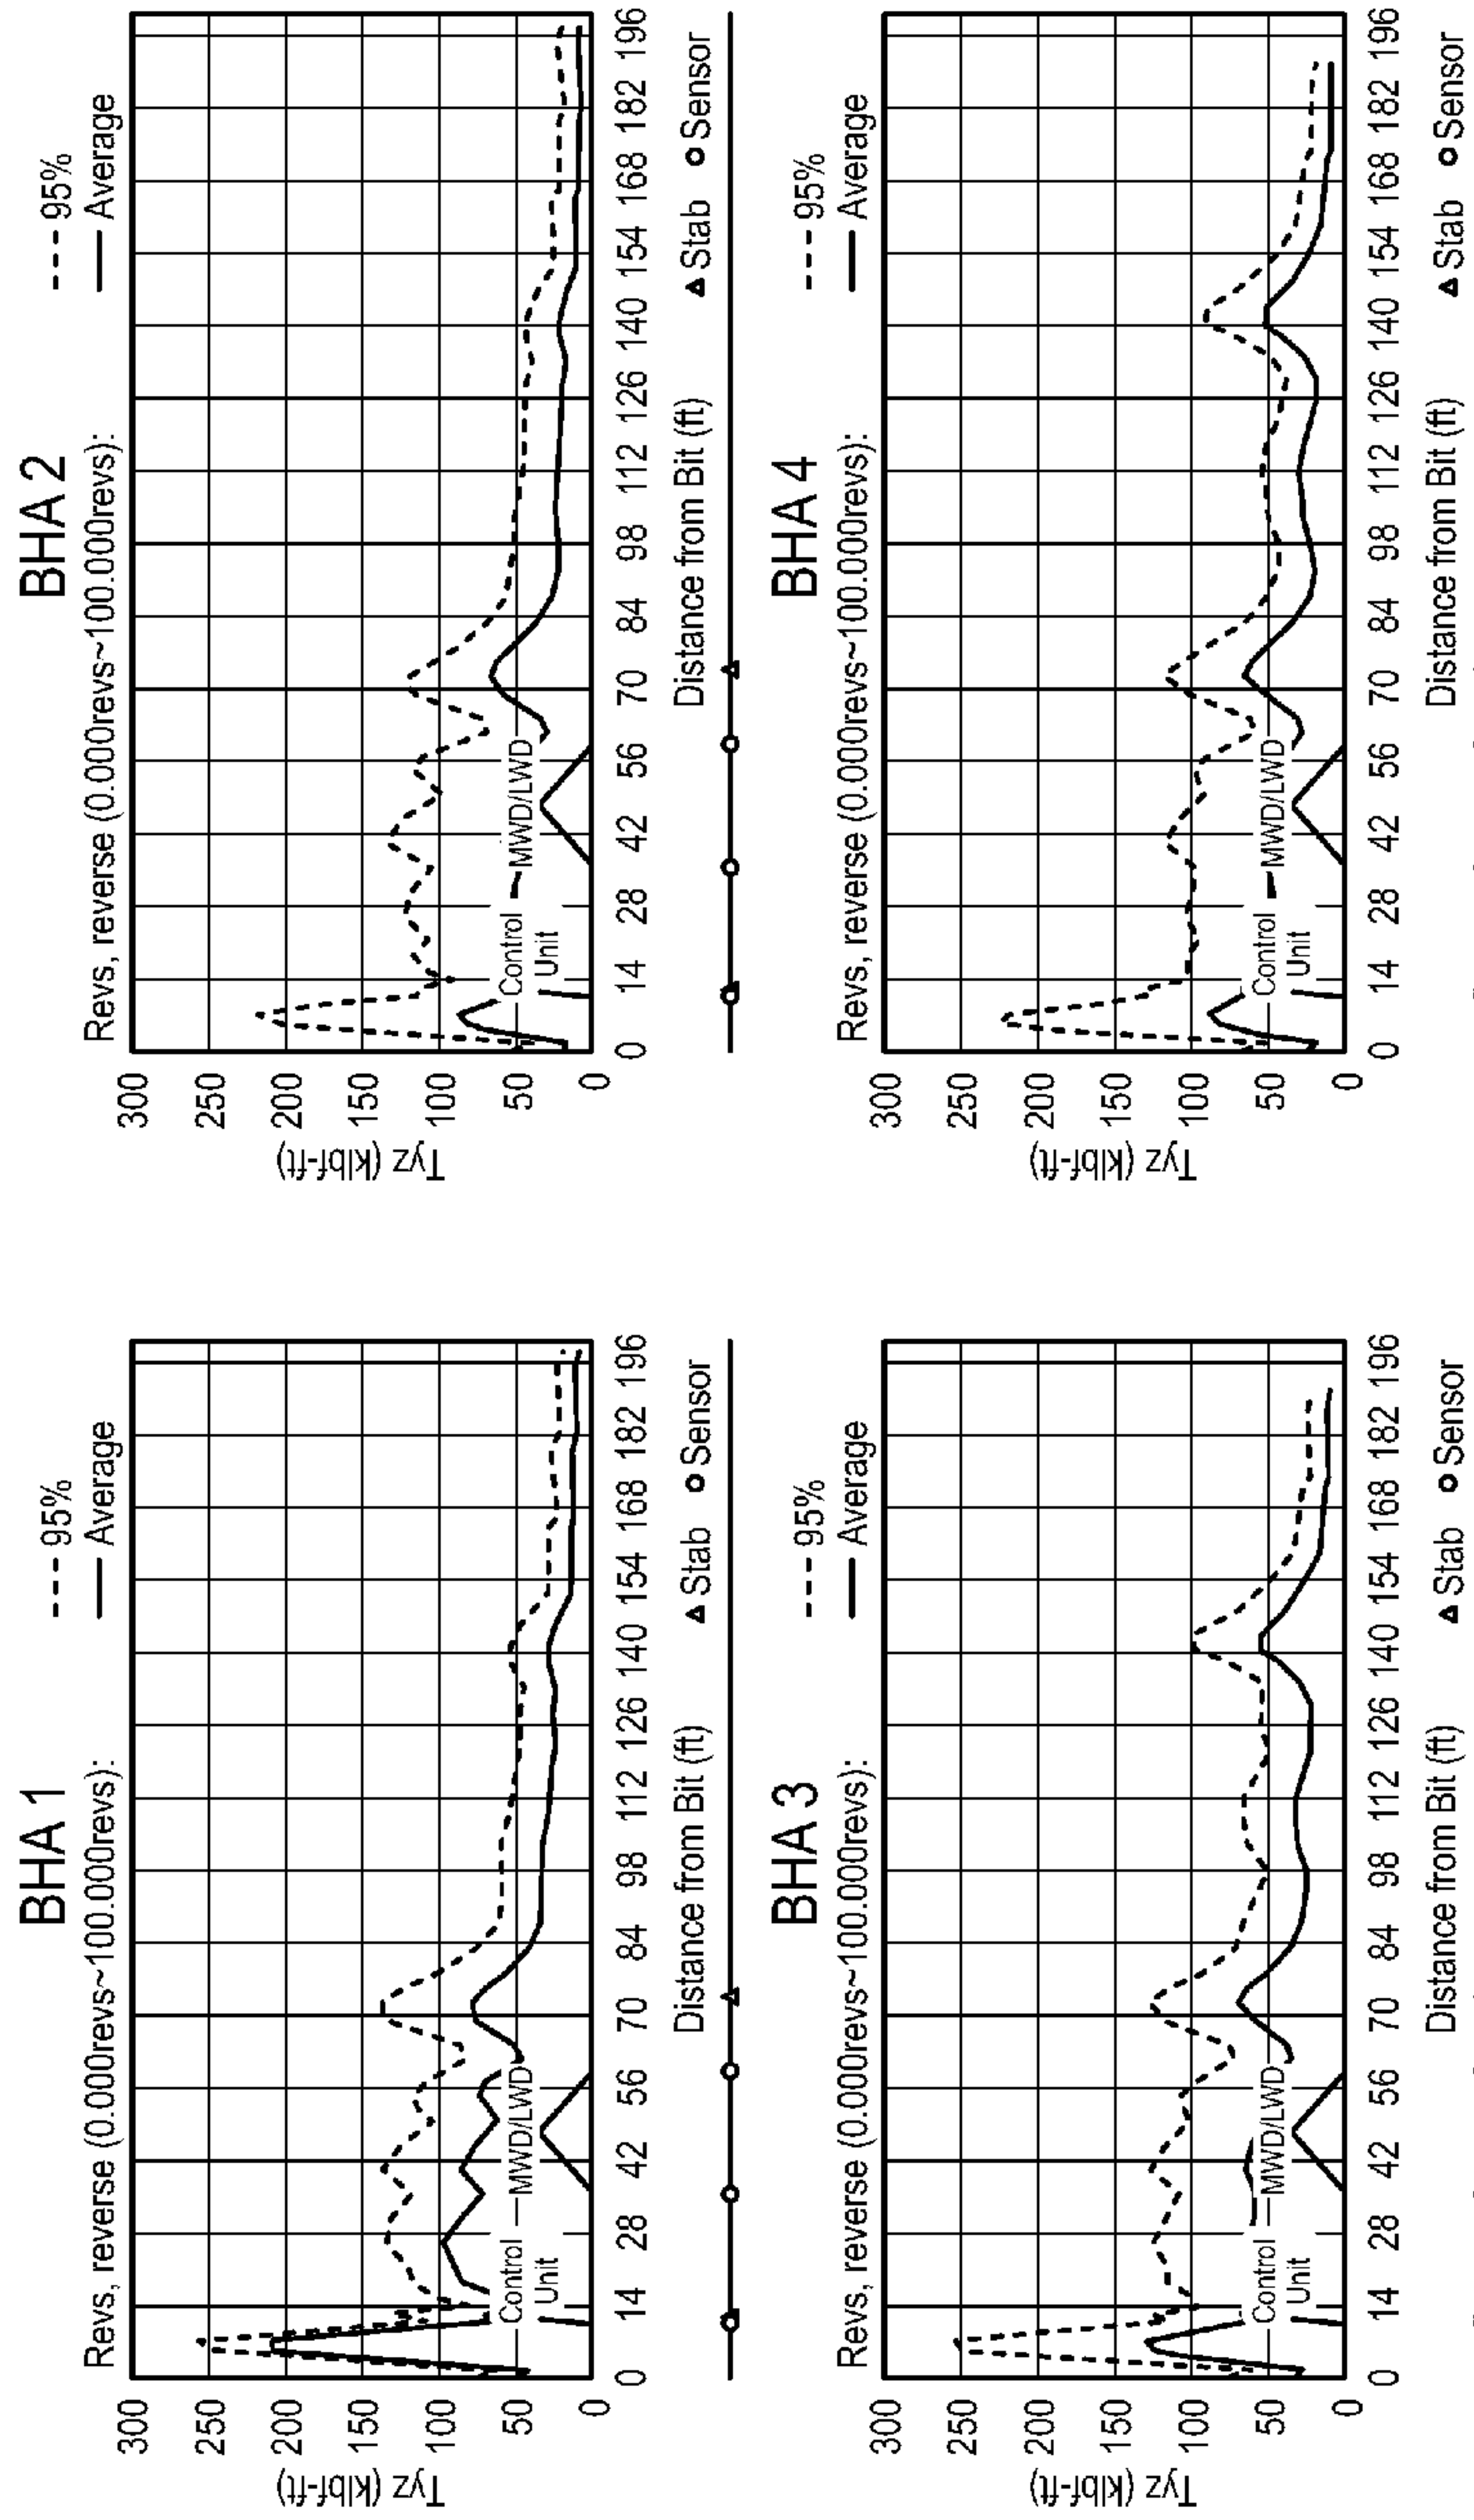 BHA 1
Revs, reverse (0.000revs~100.000revs):
--- 95%
— Average
Tyz (klbf-ft)
300
250
200
150
100
50
0
Control Unit
MWD/LWD
0 14 28 42 56 70 84 98 112 126 140 154 168 182 196
Distance from Bit (ft)
Stab Sensor
BHA 2
Revs, reverse (0.000revs~100.000revs):
--- 95%
— Average
Tyz (klbf-ft)
300
250
200
150
100
50
0
Control Unit
MWD/LWD
0 14 28 42 56 70 84 98 112 126 140 154 168 182 196
Distance from Bit (ft)
Stab Sensor
BHA 3
Revs, reverse (0.000revs~100.000revs):
--- 95%
— Average
Tyz (klbf-ft)
300
250
200
150
100
50
0
Control Unit
MWD/LWD
0 14 28 42 56 70 84 98 112 126 140 154 168 182 196
Distance from Bit (ft)
Stab Sensor
BHA 4
Revs, reverse (0.000revs~100.000revs):
--- 95%
— Average
Tyz (klbf-ft)
300
250
200
150
100
50
0
Control Unit
MWD/LWD
0 14 28 42 56 70 84 98 112 126 140 154 168 182 196
Distance from Bit (ft)
Stab Sensor